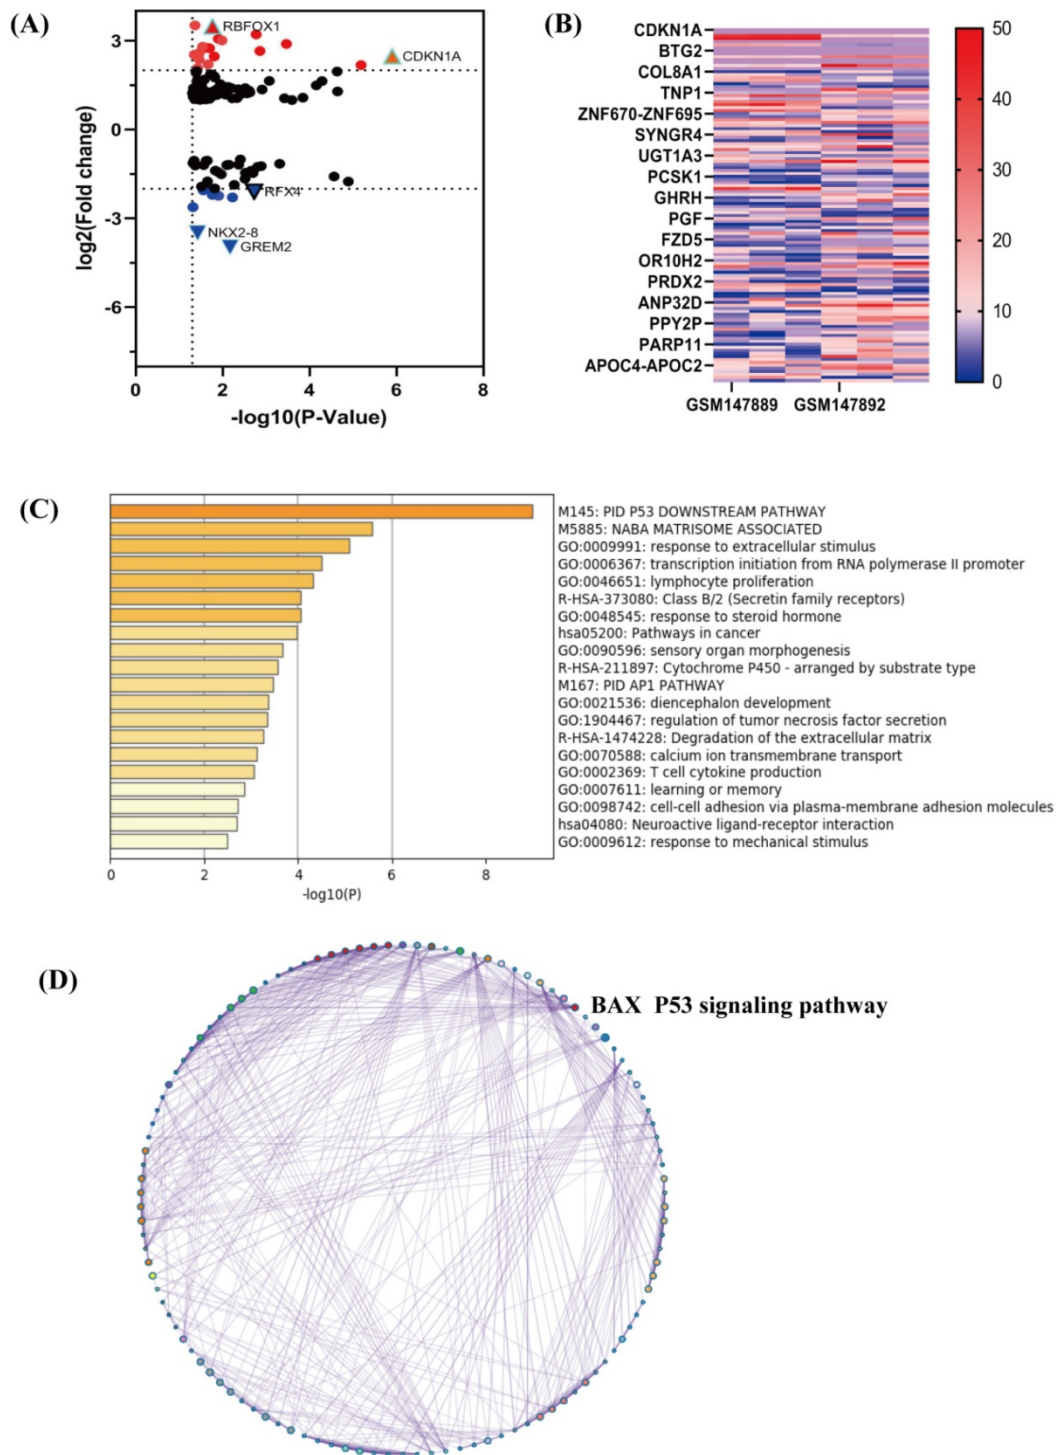 (A)
log2(Fold change)
3
0
-3
-6
RBFOX1
CDKN1A
RFX4
NKX2-8
GREM2
0 2 4 6 8
-log10(P-Value)
(B)
CDKN1A
BTG2
COL8A1
TNP1
ZNF670-ZNF695
SYNGR4
UGT1A3
PCSK1
GHRH
PGF
FZD5
OR10H2
PRDX2
ANP32D
PPY2P
PARP11
APOC4-APOC2
GSM147889 GSM147892
50
40
30
20
10
0
(C)
M145: PID P53 DOWNSTREAM PATHWAY
M5885: NABA MATRISOME ASSOCIATED
GO:0009991: response to extracellular stimulus
GO:0006367: transcription initiation from RNA polymerase II promoter
GO:0046651: lymphocyte proliferation
R-HSA-373080: Class B/2 (Secretin family receptors)
GO:0048545: response to steroid hormone
hsa05200: Pathways in cancer
GO:0090596: sensory organ morphogenesis
R-HSA-211897: Cytochrome P450 - arranged by substrate type
M167: PID AP1 PATHWAY
GO:0021536: diencephalon development
GO:1904467: regulation of tumor necrosis factor secretion
R-HSA-1474228: Degradation of the extracellular matrix
GO:0070588: calcium ion transmembrane transport
GO:0002369: T cell cytokine production
GO:0007611: learning or memory
GO:0098742: cell-cell adhesion via plasma-membrane adhesion molecules
hsa04080: Neuroactive ligand-receptor interaction
GO:0009612: response to mechanical stimulus
0 2 4 6 8
-log10(P)
(D)
BAX P53 signaling pathway